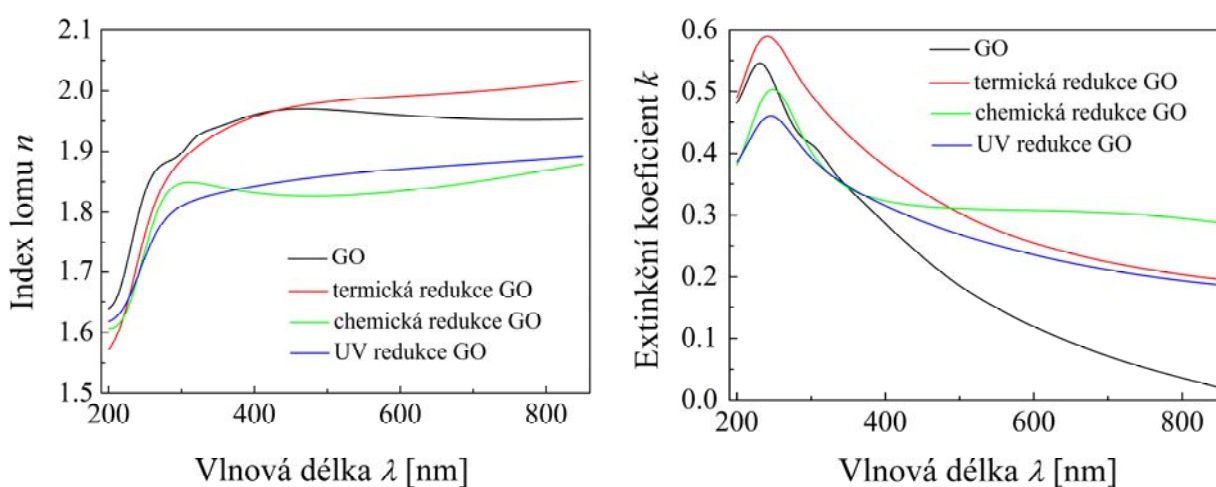 2.1
2.0
1.9
1.8
1.7
1.6
1.5
Index lomu n
GO
termická redukce GO
chemická redukce GO
UV redukce GO
200 400 600 800
Vlnová délka λ [nm]
0.6
0.5
0.4
0.3
0.2
0.1
0.0
Extinkční koeficient k
GO
termická redukce GO
chemická redukce GO
UV redukce GO
200 400 600 800
Vlnová délka λ [nm]